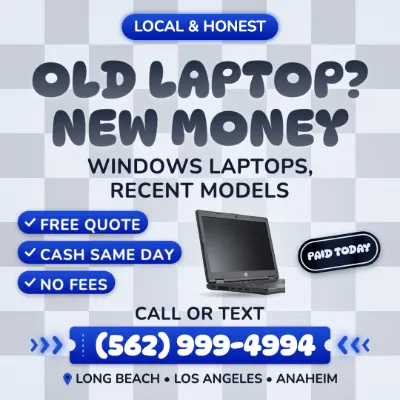 LOCAL & HONEST
OLD LAPTOP?
NEW MONEY
WINDOWS LAPTOPS,
RECENT MODELS
FREE QUOTE
CASH SAME DAY
NO FEES
PAID TODAY
CALL OR TEXT
(562) 999-4994
LONG BEACH • LOS ANGELES • ANAHEIM